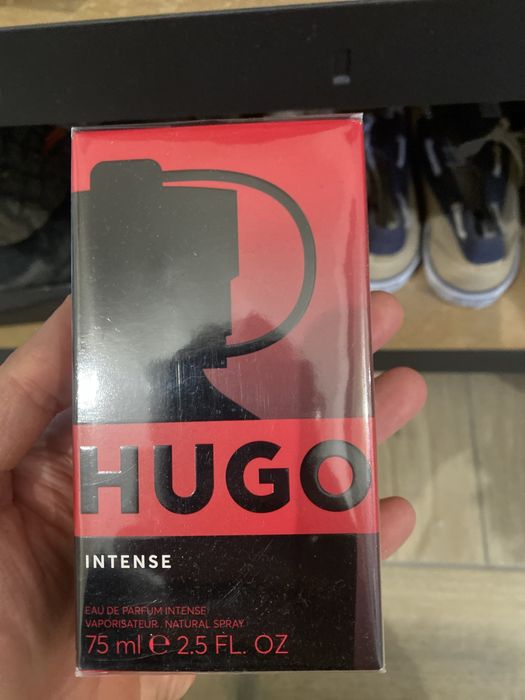 HUGO
INTENSE
EAU DE PARFUM INTENSE
VAPORISATEUR NATURAL SPRAY
75 ml ℮ 2.5 FL. OZ